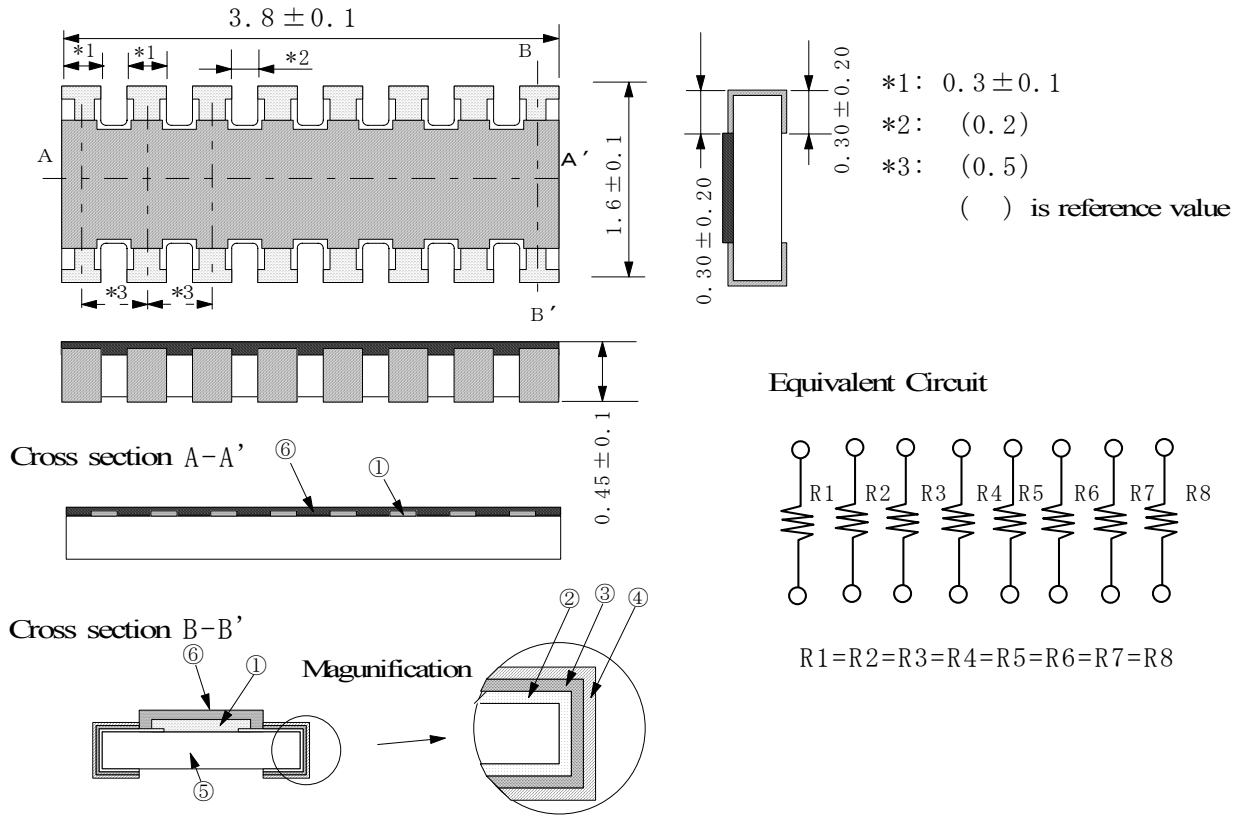 3.8±0.1
*1 *1 *2 B
A A′
1.6±0.1
*3 *3
B′
0.30±0.20
0.30±0.20
*1: 0.3±0.1
*2: (0.2)
*3: (0.5)
( ) is reference value
0.45±0.1
Cross section A-A’
⑥ ①
Cross section B-B’
⑥ ①
⑤
Magunification
② ③ ④
Equivalent Circuit
R1 R2 R3 R4 R5 R6 R7 R8
R1=R2=R3=R4=R5=R6=R7=R8